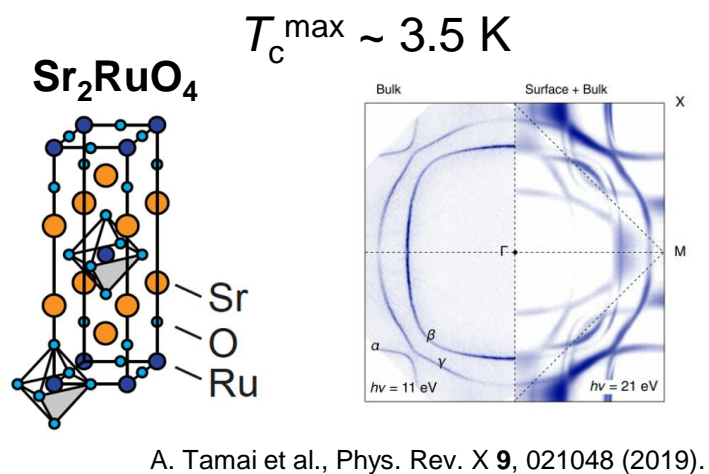 T_c^max ~ 3.5 K
Sr₂RuO₄
Bulk
Surface + Bulk
X
Γ
M
Sr
O
Ru
α
β
γ
hν = 11 eV
hν = 21 eV
A. Tamai et al., Phys. Rev. X 9, 021048 (2019).